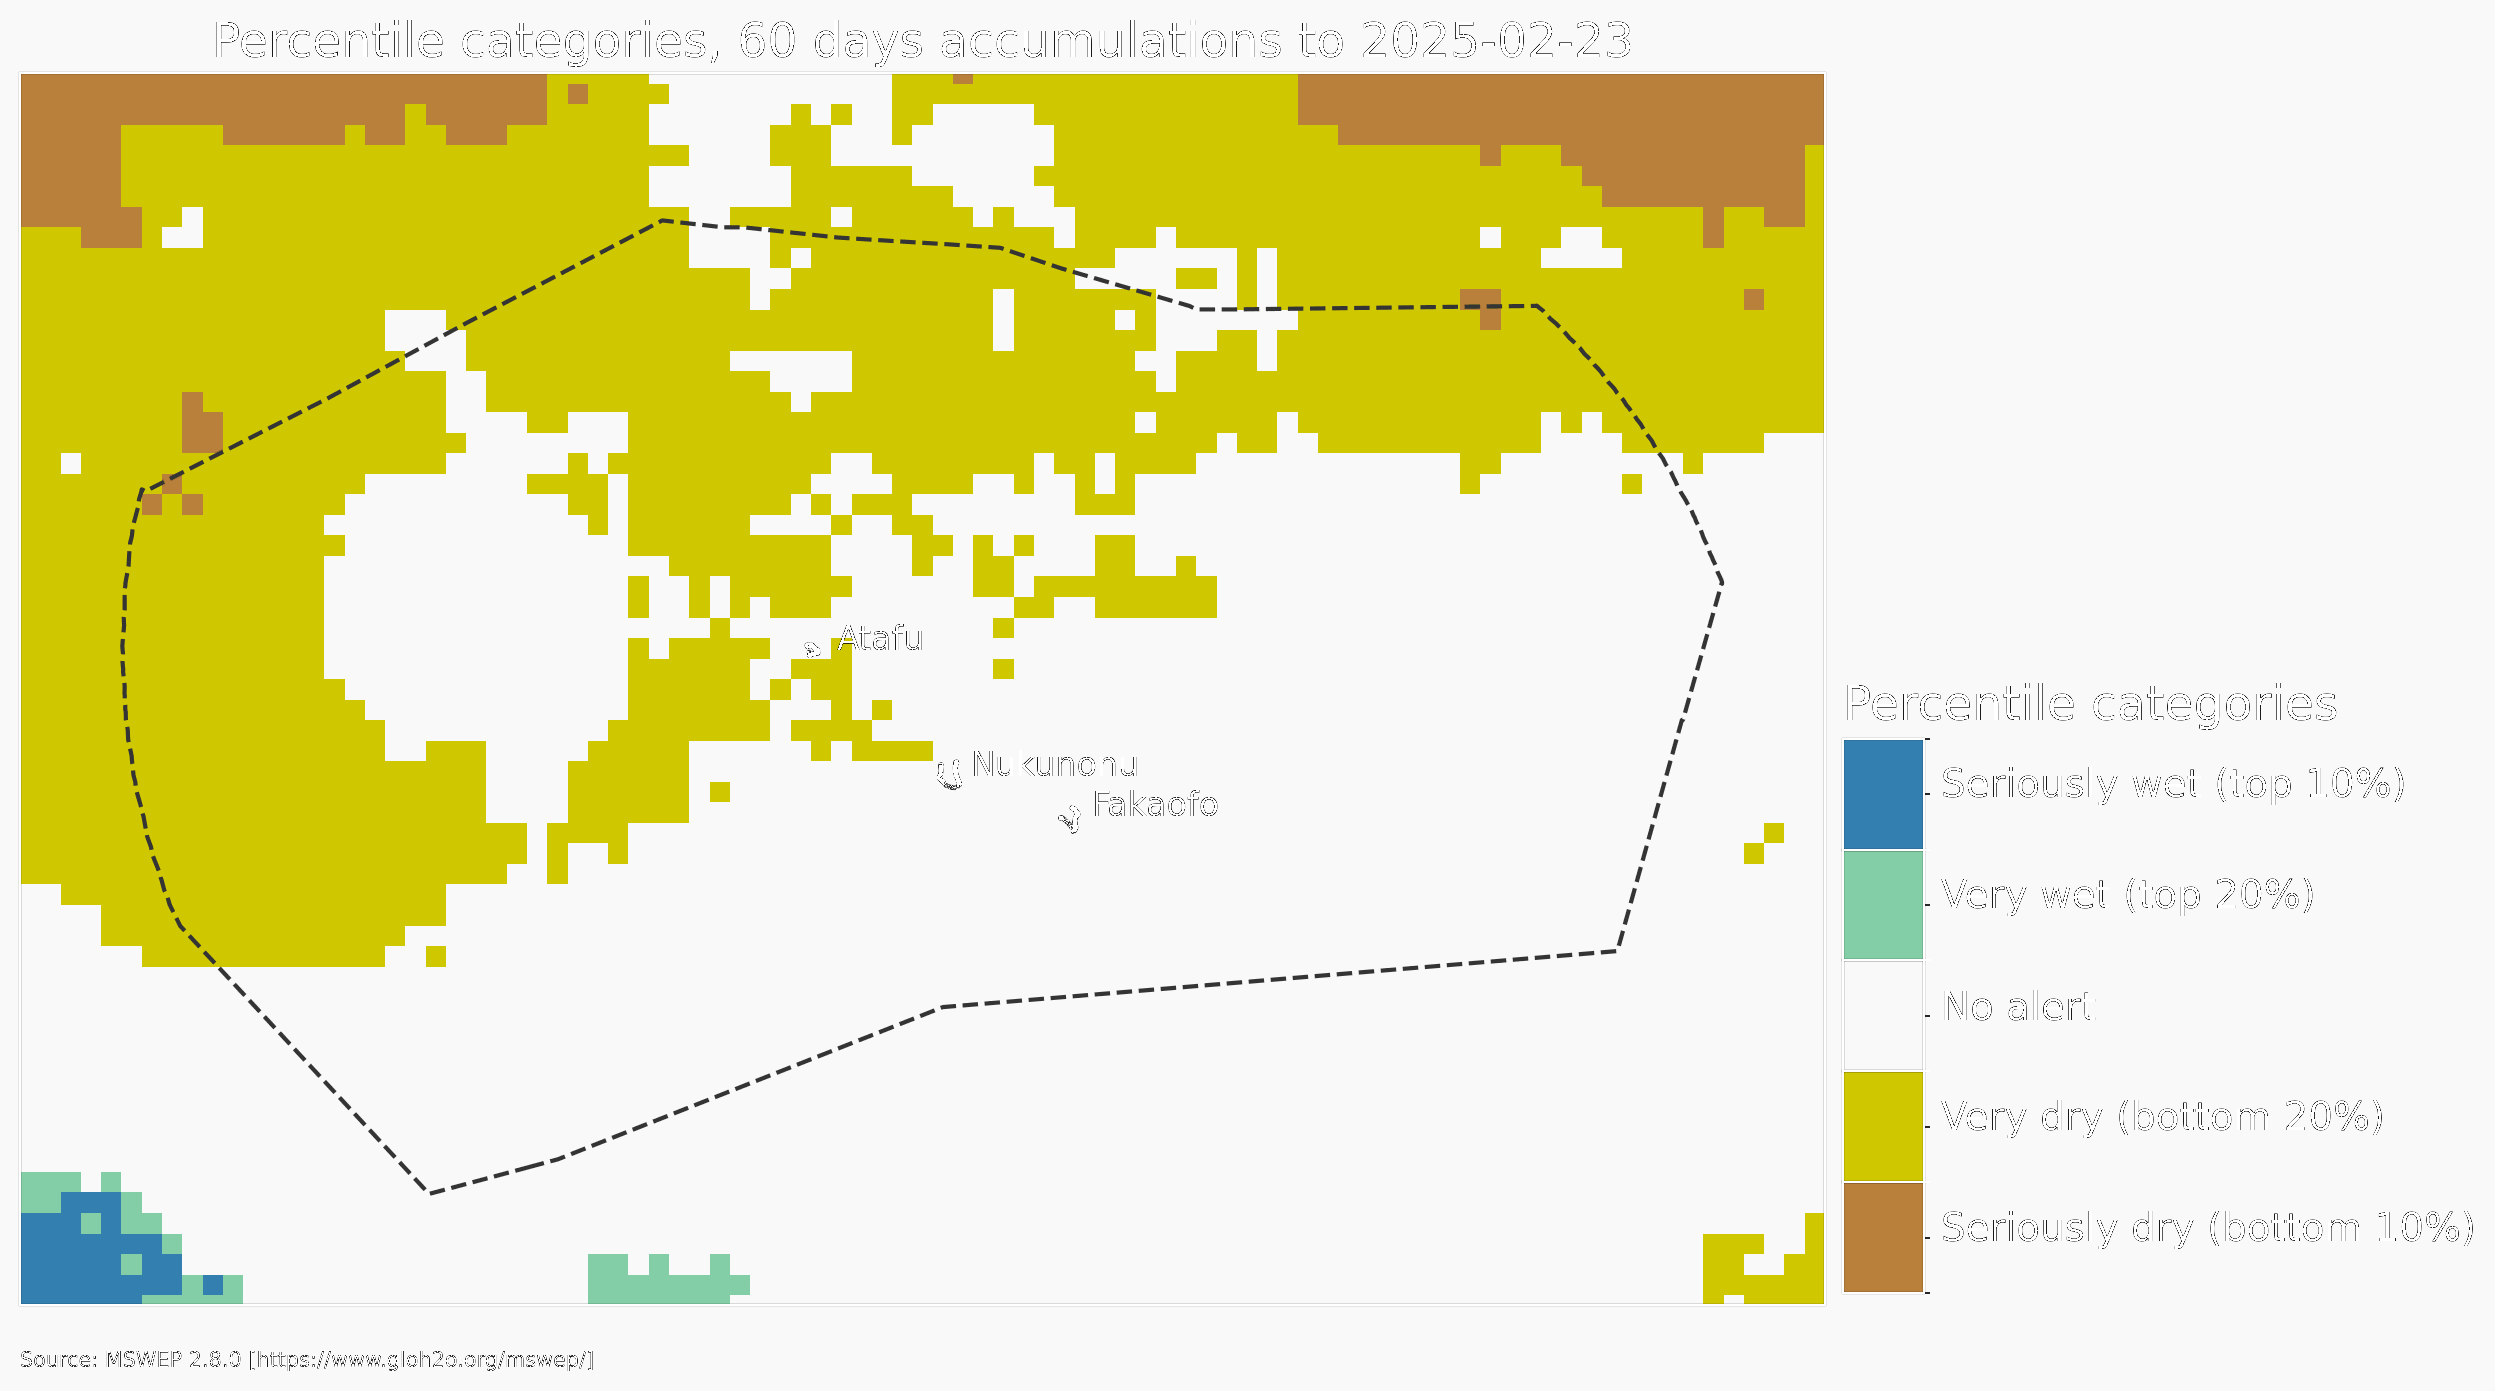 Percentile categories, 60 days accumulations to 2025-02-23
Atafu
Nukunonu
Fakaofo
Percentile categories
Seriously wet (top 10%)
Very wet (top 20%)
No alert
Very dry (bottom 20%)
Seriously dry (bottom 10%)
Source: MSWEP 2.8.0 [https://www.gloh2o.org/mswep/]